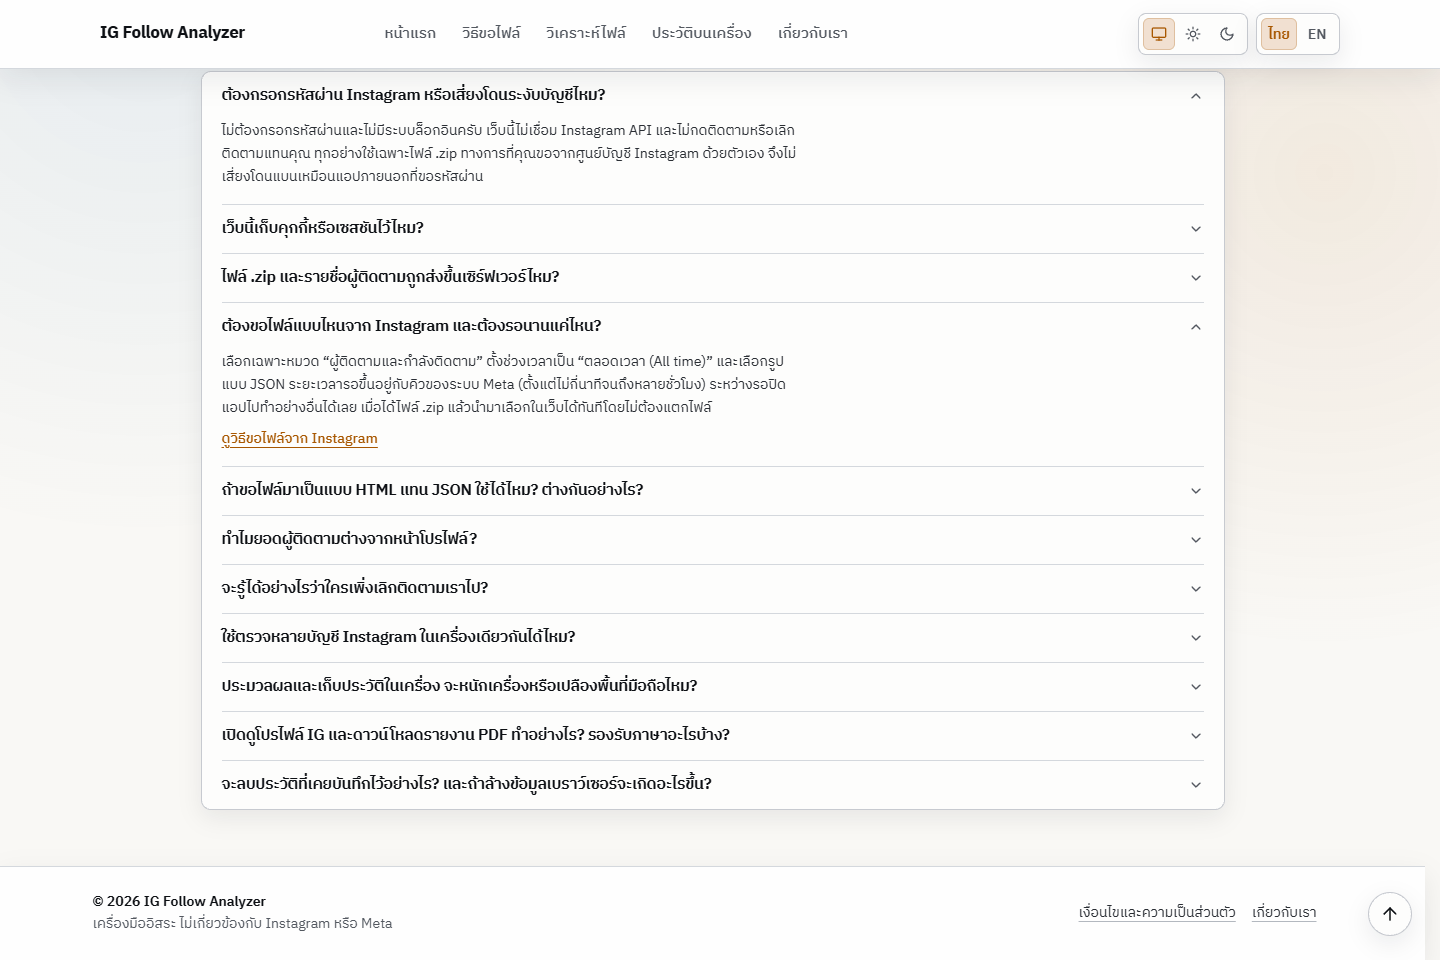 IG Follow Analyzer
หน้าแรก
วิธีขอไฟล์
วิเคราะห์ไฟล์
ประวัติบนเครื่อง
เกี่ยวกับเรา
ไทย
EN
ต้องกรอกรหัสผ่าน Instagram หรือเสี่ยงโดนระงับบัญชีไหม?
ไม่ต้องกรอกรหัสผ่านและไม่มีระบบล็อกอินครับ เว็บนี้ไม่เชื่อม Instagram API และไม่กดติดตามหรือเลิก
ติดตามแทนคุณ ทุกอย่างใช้เฉพาะไฟล์ .zip ทางการที่คุณขอจากศูนย์บัญชี Instagram ด้วยตัวเอง จึงไม่
เสี่ยงโดนแบนเหมือนแอปภายนอกที่ขอรหัสผ่าน
เว็บนี้เก็บคุกกี้หรือเซสชันไว้ไหม?
ไฟล์ .zip และรายชื่อผู้ติดตามถูกส่งขึ้นเซิร์ฟเวอร์ไหม?
ต้องขอไฟล์แบบไหนจาก Instagram และต้องรอนานแค่ไหน?
เลือกเฉพาะหมวด “ผู้ติดตามและกำลังติดตาม” ตั้งช่วงเวลาเป็น “ตลอดเวลา (All time)” และเลือกรูป
แบบ JSON ระยะเวลารอขึ้นอยู่กับคิวของระบบ Meta (ตั้งแต่ไม่กี่นาทีจนถึงหลายชั่วโมง) ระหว่างรอปิด
แอปไปทำอย่างอื่นได้เลย เมื่อได้ไฟล์ .zip แล้วนำมาเลือกในเว็บได้ทันทีโดยไม่ต้องแตกไฟล์
ดูวิธีขอไฟล์จาก Instagram
ถ้าขอไฟล์มาเป็นแบบ HTML แทน JSON ใช้ได้ไหม? ต่างกันอย่างไร?
ทำไมยอดผู้ติดตามต่างจากหน้าโปรไฟล์?
จะรู้ได้อย่างไรว่าใครเพิ่งเลิกติดตามเราไป?
ใช้ตรวจหลายบัญชี Instagram ในเครื่องเดียวกันได้ไหม?
ประมวลผลและเก็บประวัติในเครื่อง จะหนักเครื่องหรือเปลืองพื้นที่มือถือไหม?
เปิดดูโปรไฟล์ IG และดาวน์โหลดรายงาน PDF ทำอย่างไร? รองรับภาษาอะไรบ้าง?
จะลบประวัติที่เคยบันทึกไว้อย่างไร? และถ้าล้างข้อมูลเบราว์เซอร์จะเกิดอะไรขึ้น?
© 2026 IG Follow Analyzer
เครื่องมืออิสระ ไม่เกี่ยวข้องกับ Instagram หรือ Meta
เงื่อนไขและความเป็นส่วนตัว
เกี่ยวกับเรา